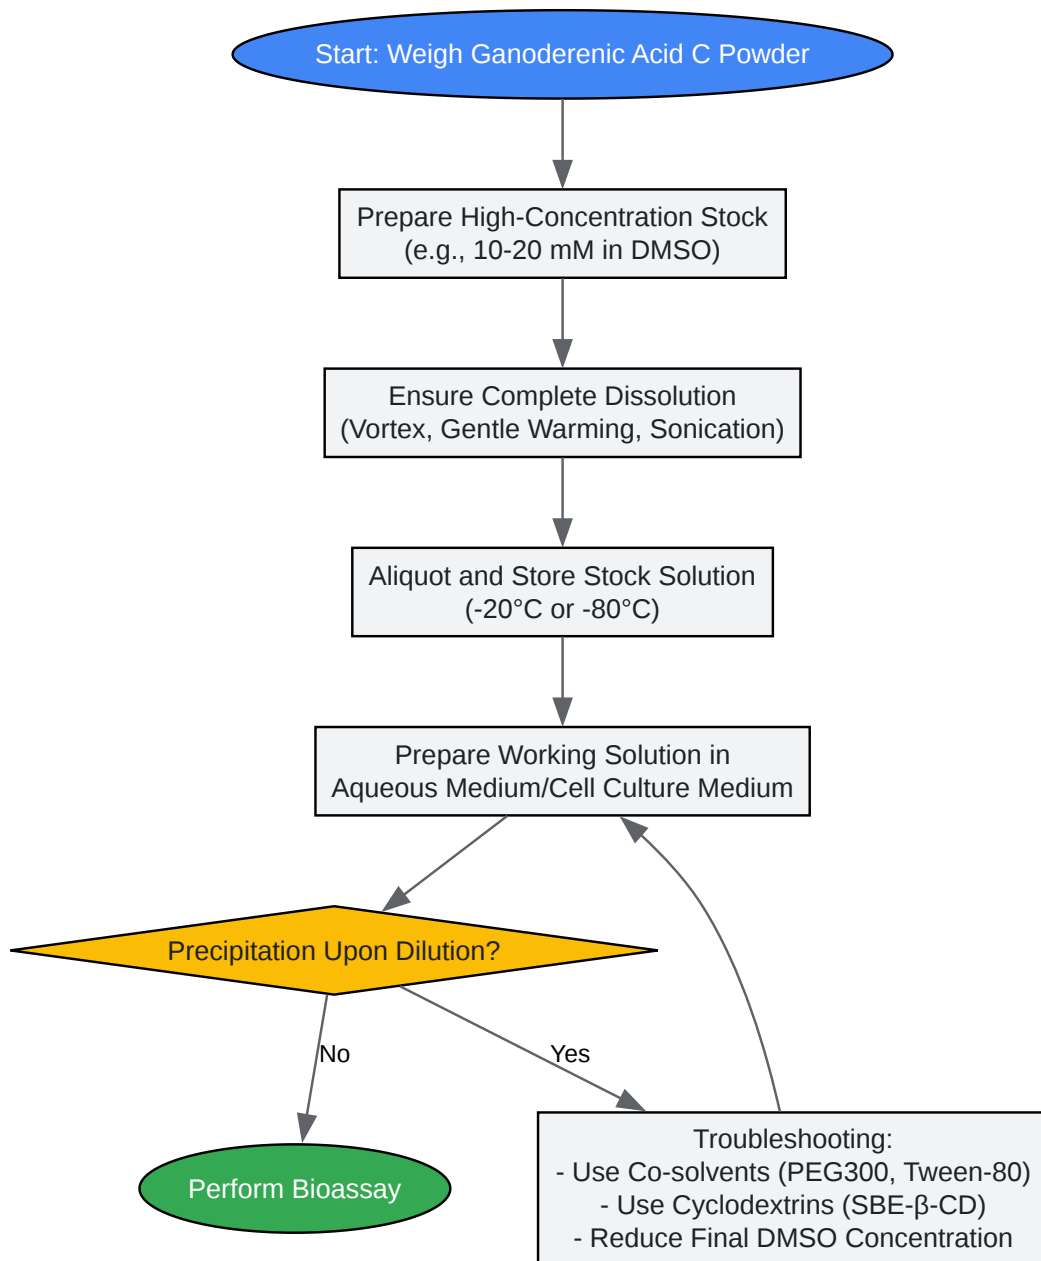 Start: Weigh Ganoderenic Acid C Powder
Prepare High-Concentration Stock
(e.g., 10-20 mM in DMSO)
Ensure Complete Dissolution
(Vortex, Gentle Warming, Sonication)
Aliquot and Store Stock Solution
(-20°C or -80°C)
Prepare Working Solution in
Aqueous Medium/Cell Culture Medium
Precipitation Upon Dilution?
No
Yes
Perform Bioassay
Troubleshooting:
- Use Co-solvents (PEG300, Tween-80)
- Use Cyclodextrins (SBE-β-CD)
- Reduce Final DMSO Concentration